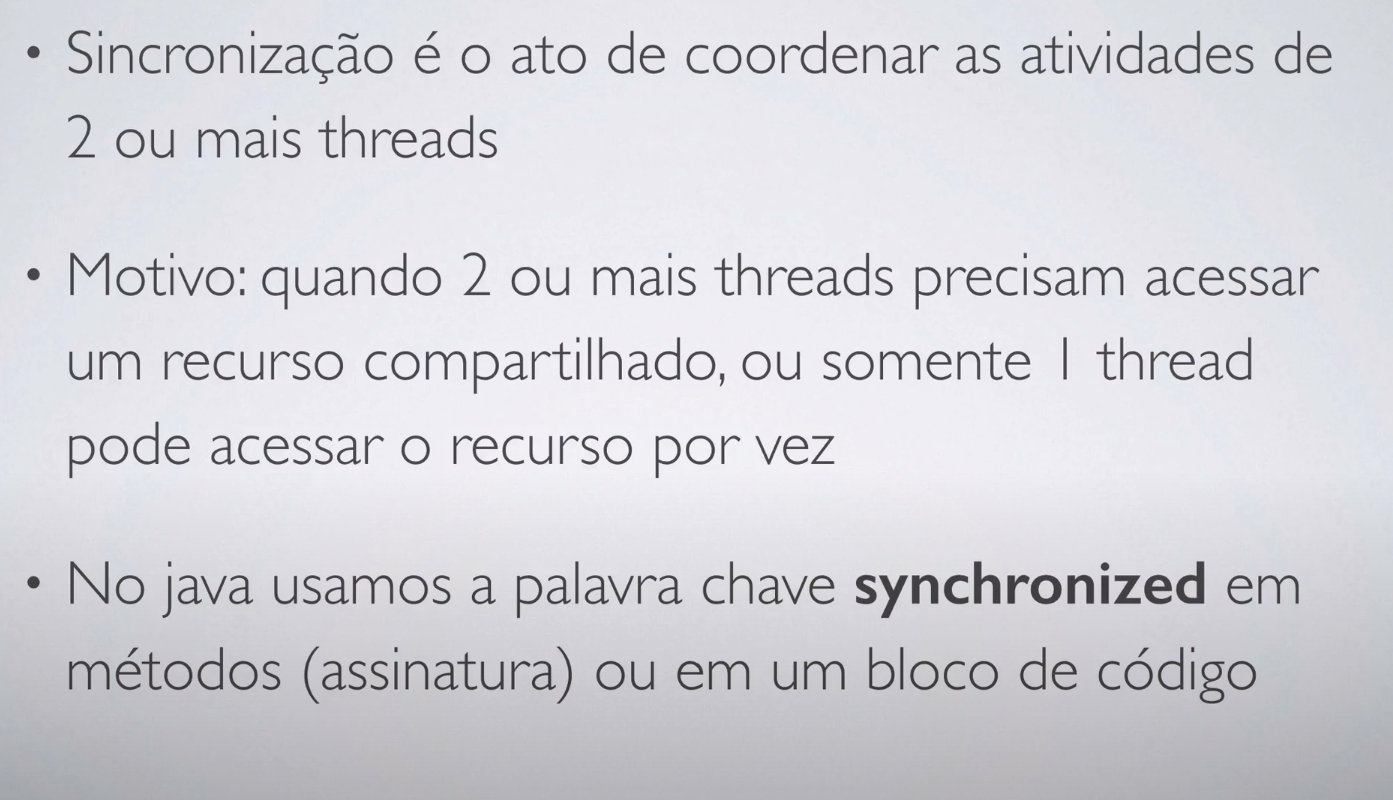 • Sincronização é o ato de coordenar as atividades de
2 ou mais threads
• Motivo: quando 2 ou mais threads precisam acessar
um recurso compartilhado, ou somente 1 thread
pode acessar o recurso por vez
• No java usamos a palavra chave synchronized em
métodos (assinatura) ou em um bloco de código